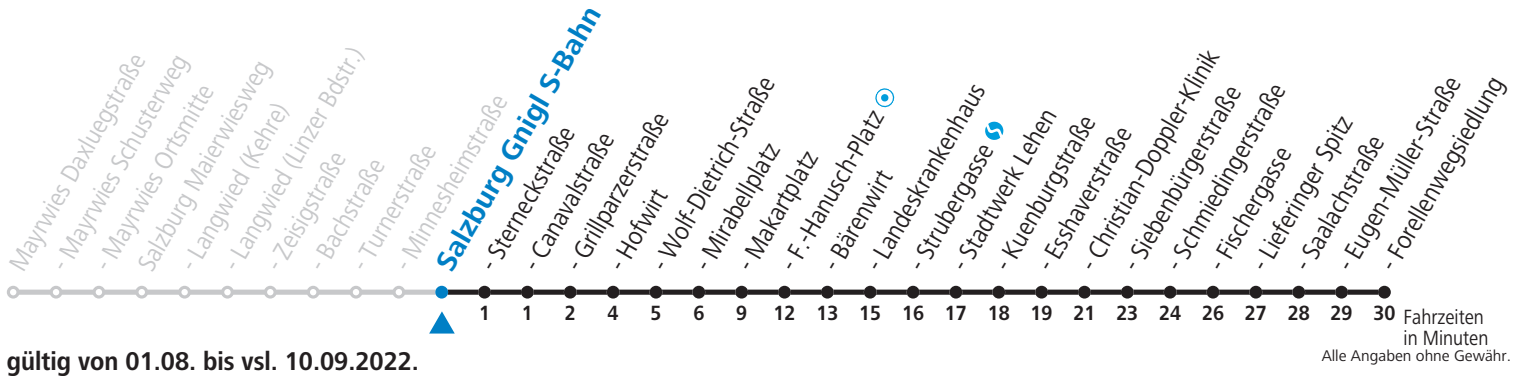 Mayrwies Daxluegstraße
- Mayrwies Schusterweg
- Mayrwies Ortsmitte
Salzburg Maierwiesweg
- Langwied (Kehre)
- Langwied (Linzer Bdstr.)
- Zeisigstraße
- Bachstraße
- Turnerstraße
- Minnesheimstraße
Salzburg Gnigl S-Bahn
- Sterneckstraße
- Canavalstraße
- Grillparzerstraße
- Hofwirt
- Wolf-Dietrich-Straße
- Mirabellplatz
- Makartplatz
- F.-Hanusch-Platz
- Bärenwirt
- Landeskrankenhaus
- Strubergasse
- Stadtwerk Lehen
- Kuenburgstraße
- Esshaverstraße
- Christian-Doppler-Klinik
- Siebenbürgerstraße
- Schmiedingerstraße
- Fischergasse
- Lieferinger Spitz
- Saalachstraße
- Eugen-Müller-Straße
- Forellenwegsiedlung
1 1 2 4 5 6 9 12 13 15 16 17 18 19 21 23 24 26 27 28 29 30
Fahrzeiten
in Minuten
Alle Angaben ohne Gewähr.
gültig von 01.08. bis vsl. 10.09.2022.